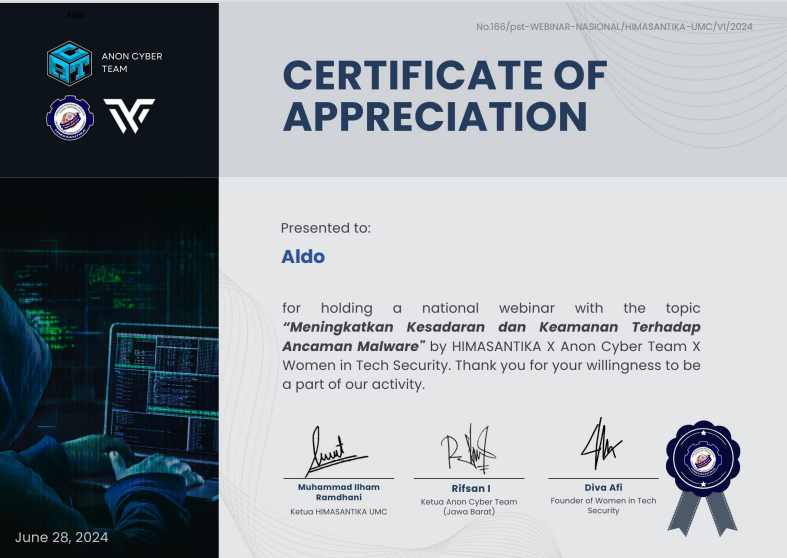 Aldo
ANON CYBER
TEAM
No.166/pst-WEBINAR-NASIONAL/HIMASANTIKA-UMC/VI/2024
CERTIFICATE OF
APPRECIATION
Presented to:
Aldo
for holding a national webinar with the topic
“Meningkatkan Kesadaran dan Keamanan Terhadap
Ancaman Malware" by HIMASANTIKA X Anon Cyber Team X
Women in Tech Security. Thank you for your willingness to be
a part of our activity.
Muhammad Ilham
Ramdhani
Ketua HIMASANTIKA UMC
Rifsan I
Ketua Anon Cyber Team
(Jawa Barat)
Diva Afi
Founder of Women in Tech
Security
June 28, 2024